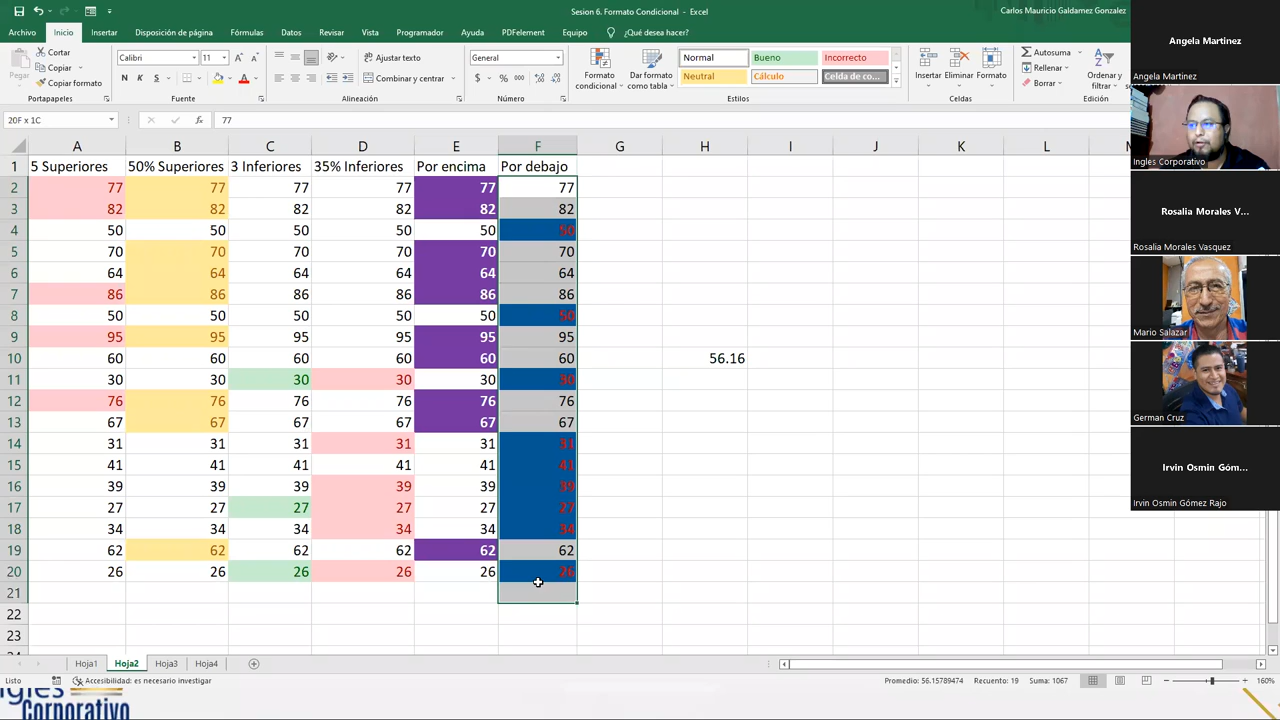 Sesion 6. Formato Condicional - Excel
Carlos Mauricio Galdamez Gonzalez
Archivo Inicio Insertar Disposición de página Fórmulas Datos Revisar Vista Programador Ayuda PDFelement Equipo ¿Qué desea hacer?
Pegar
Cortar
Copiar
Copiar formato
Portapapeles
Calibri 11
N K S
Fuente
Ajustar texto
Combinar y centrar
Alineación
General
$ % 000
Número
Formato condicional
Dar formato como tabla
Normal Bueno Incorrecto
Neutral Cálculo Celda de co...
Estilos
Insertar Eliminar Formato
Celdas
Autosuma
Rellenar
Borrar
Ordenar y filtrar
Edición
20F x 1C
fx 77
A B C D E F G H I J K L
1 5 Superiores 50% Superiores 3 Inferiores 35% Inferiores Por encima Por debajo
2 77 77 77 77 77 77
3 82 82 82 82 82 82
4 50 50 50 50 50 50
5 70 70 70 70 70 70
6 64 64 64 64 64 64
7 86 86 86 86 86 86
8 50 50 50 50 50 50
9 95 95 95 95 95 95
10 60 60 60 60 60 60 56.16
11 30 30 30 30 30 30
12 76 76 76 76 76 76
13 67 67 67 67 67 67
14 31 31 31 31 31 31
15 41 41 41 41 41 41
16 39 39 39 39 39 39
17 27 27 27 27 27 27
18 34 34 34 34 34 34
19 62 62 62 62 62 62
20 26 26 26 26 26 26
21
22
23
Hoja1 Hoja2 Hoja3 Hoja4
Listo
Accesibilidad: es necesario investigar
Promedio: 56.15789474 Recuento: 19 Suma: 1067
160%
Ingles
Corporativo
Angela Martinez
Angela Martinez
Ingles Corporativo
Rosalia Morales V...
Rosalia Morales Vasquez
Mario Salazar
German Cruz
Irvin Osmin Góm...
Irvin Osmin Gómez Rajo